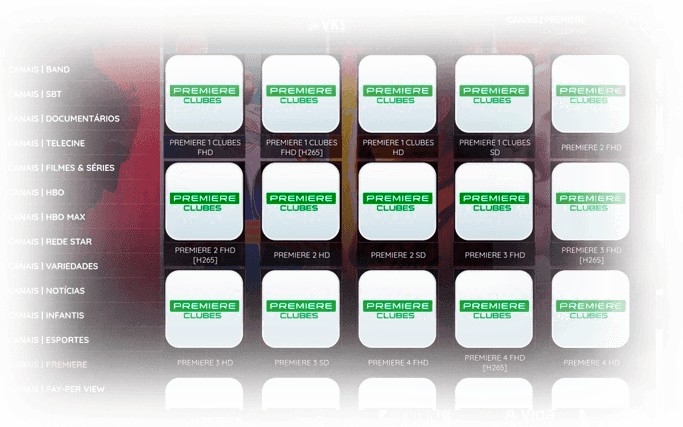 CANAIS | PREMIERE
CANAIS | BAND
CANAIS | SBT
CANAIS | DOCUMENTÁRIOS
CANAIS | TELECINE
CANAIS | FILMES & SÉRIES
CANAIS | HBO
CANAIS | HBO MAX
CANAIS | REDE STAR
CANAIS | VARIEDADES
CANAIS | NOTÍCIAS
CANAIS | INFANTIS
CANAIS | ESPORTES
CANAIS | PREMIERE
CANAIS | PAY-PER VIEW
PREMIERE
CLUBES
PREMIERE 1 CLUBES
FHD
PREMIERE
CLUBES
PREMIERE 1 CLUBES
FHD [H265]
PREMIERE
CLUBES
PREMIERE 1 CLUBES
HD
PREMIERE
CLUBES
PREMIERE 1 CLUBES
SD
PREMIERE
CLUBES
PREMIERE 2 FHD
PREMIERE
CLUBES
PREMIERE 2 FHD
[H265]
PREMIERE
CLUBES
PREMIERE 2 HD
PREMIERE
CLUBES
PREMIERE 2 SD
PREMIERE
CLUBES
PREMIERE 3 FHD
PREMIERE
CLUBES
PREMIERE 3 FHD
[H265]
PREMIERE
CLUBES
PREMIERE 3 HD
PREMIERE
CLUBES
PREMIERE 3 SD
PREMIERE
CLUBES
PREMIERE 4 FHD
PREMIERE
CLUBES
PREMIERE 4 FHD
[H265]
PREMIERE
CLUBES
PREMIERE 4 HD